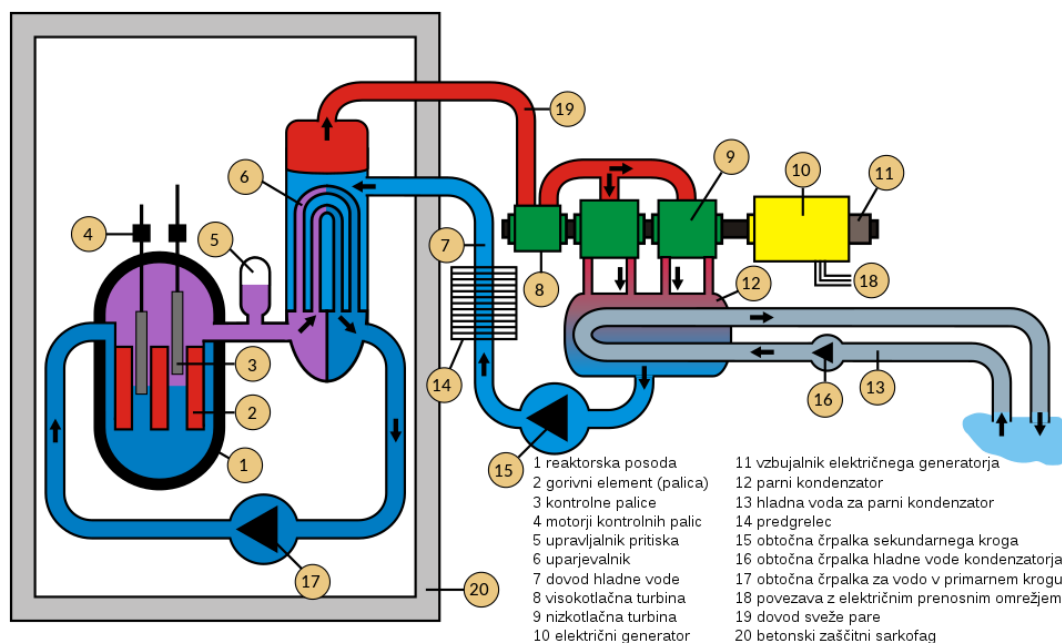 19
6
9
10
11
4
5
7
8
18
12
3
14
16
13
2
1
15
17
20
1 reaktorska posoda
2 gorivni element (palica)
3 kontrolne palice
4 motorji kontrolnih palic
5 upravljalnik pritiska
6 uparjevalnik
7 dovod hladne vode
8 visokotlačna turbina
9 nizkotlačna turbina
10 električni generator
11 vzbujalnik električnega generatorja
12 parni kondenzator
13 hladna voda za parni kondenzator
14 predgrelec
15 obtočna črpalka sekundarnega kroga
16 obtočna črpalka hladne vode kondenzatorja
17 obtočna črpalka za vodo v primarnem krogu
18 povezava z električnim prenosnim omrežjem
19 dovod sveže pare
20 betonski zaščitni sarkofag